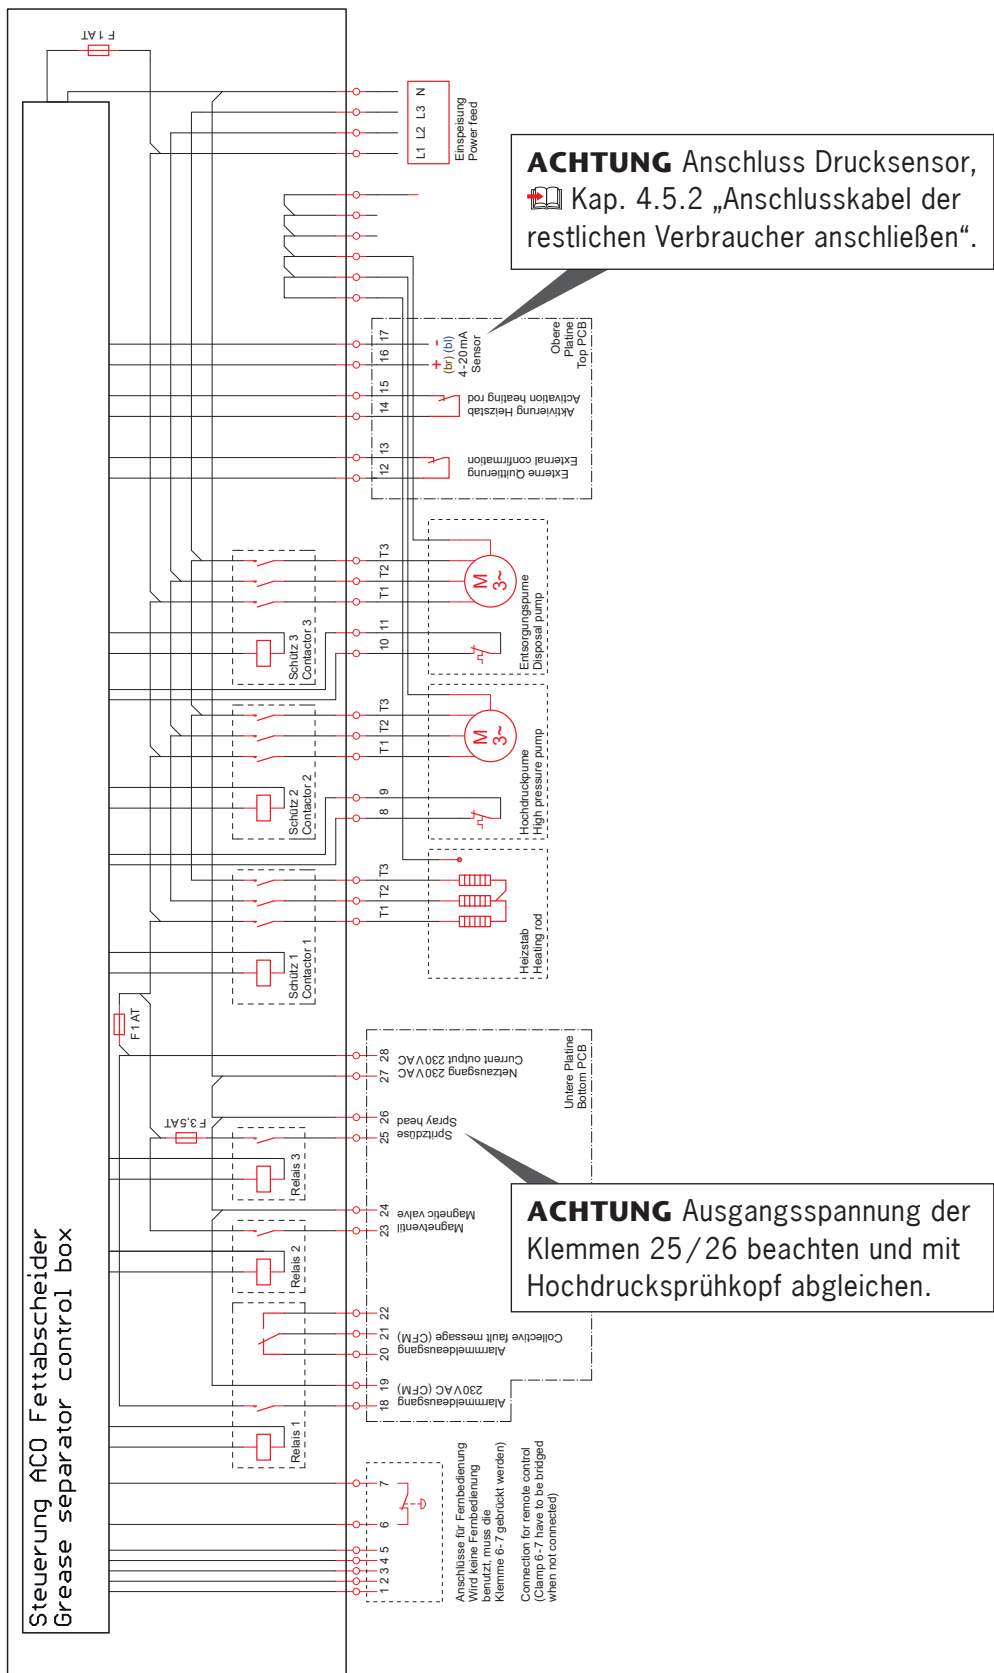 F 1AT
N
L3
L2
L1
Einspeisung
Power feed
ACHTUNG Anschluss Drucksensor,
Kap. 4.5.2 „Anschlusskabel der
restlichen Verbraucher anschließen“.
17
16
-
+
(br) (bl)
4-20mA
Sensor
Obere
Platine
Top PCB
15
14
Aktivierung Heizstab
Activation heating rod
13
12
Externe Quittierung
External confirmation
T3
T2
T1
M
3~
11
10
Entsorgungspume
Disposal pump
Schütz 3
Contactor 3
T3
T2
T1
M
3~
9
8
Hochdruckpume
High pressure pump
Schütz 2
Contactor 2
T3
T2
T1
Heizstab
Heating rod
Schütz 1
Contactor 1
F 1 AT
28
27
Netzausgang 230VAC
Current output 230VAC
Untere Platine
Bottom PCB
26
25
Spritzdüse
Spray head
F 3,5AT
Relais 3
ACHTUNG Ausgangsspannung der
Klemmen 25/26 beachten und mit
Hochdrucksprühkopf abgleichen.
24
23
Magnetventil
Magnetic valve
Relais 2
22
21
20
Alarmmeldeausgang
Collective fault message (CFM)
19
18
Alarmmeldeausgang
230VAC (CFM)
Relais 1
7
6
5
4
3
2
1
Anschlüsse für Fernbedienung
Wird keine Fernbedienung
benutzt, muss die
Klemme 6-7 gebrückt werden)
Connection for remote control
(Clamp 6-7 have to be bridged
when not connected)
Steuerung ACO Fettabscheider
Grease separator control box